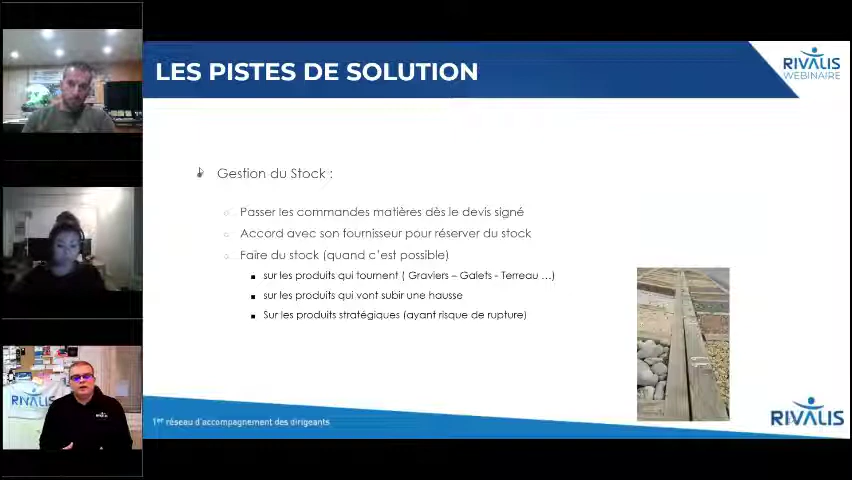 LES PISTES DE SOLUTION
RIVALIS
WEBINAIRE
Gestion du Stock :
Passer les commandes matières dès le devis signé
Accord avec son fournisseur pour réserver du stock
Faire du stock (quand c'est possible)
sur les produits qui tournent ( Graviers – Galets - Terreau ...)
sur les produits qui vont subir une hausse
Sur les produits stratégiques (ayant risque de rupture)
RIVALIS
1er réseau d'accompagnement des dirigeants
RIVALIS